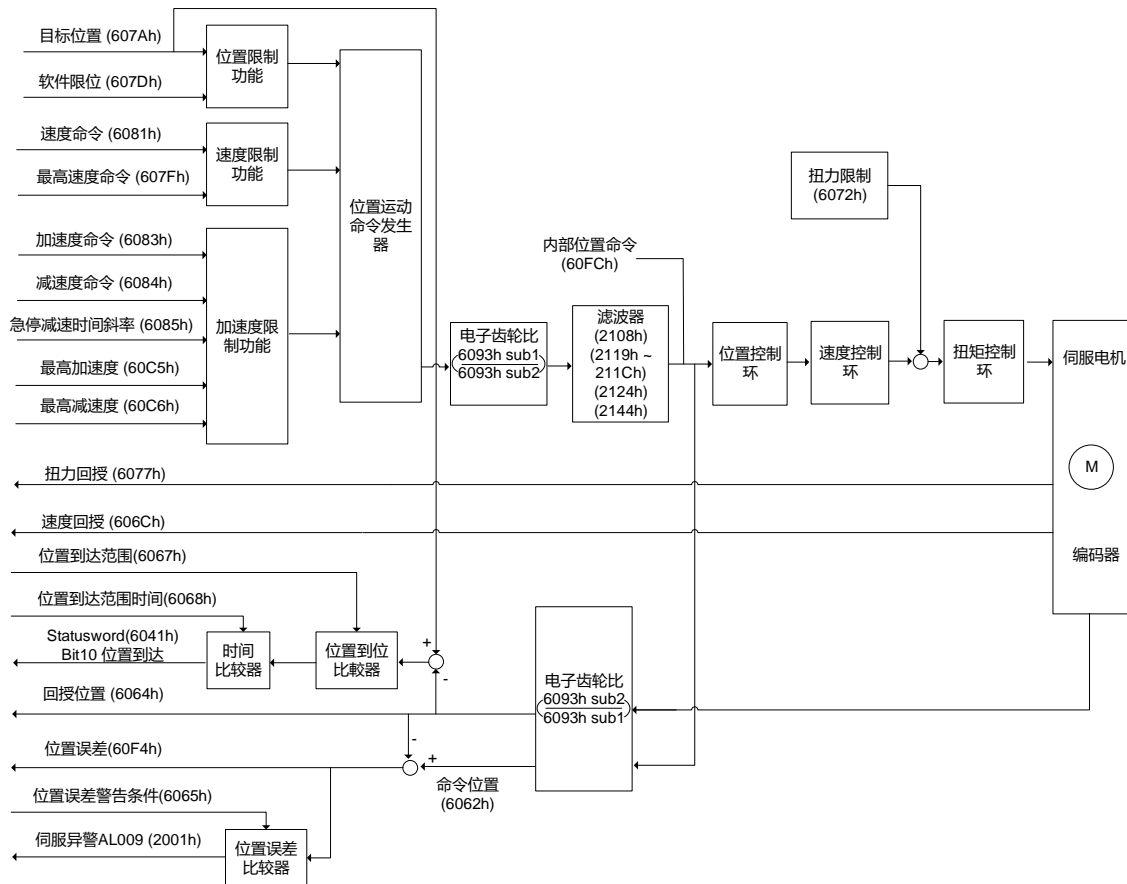 目标位置 (607Ah)
软件限位 (607Dh)
位置限制
功能
速度命令 (6081h)
最高速度命令 (607Fh)
速度限制
功能
加速度命令 (6083h)
减速度命令 (6084h)
急停减速时间斜率 (6085h)
最高加速度 (60C5h)
最高减速度 (60C6h)
加速度限
制功能
位置运动
命令发生
器
电子齿轮比
6093h sub1
6093h sub2
内部位置命令
(60FCh)
滤波器
(2108h)
(2119h ~
211Ch)
(2124h)
(2144h)
位置控制
环
速度控制
环
扭力限制
(6072h)
扭矩控制
环
伺服电机
M
编码器
扭力回授 (6077h)
速度回授 (606Ch)
位置到达范围(6067h)
位置到达范围时间(6068h)
Statusword(6041h)
Bit10 位置到达
时间
比较器
位置到位
比較器
+
-
回授位置 (6064h)
电子齿轮比
6093h sub2
6093h sub1
位置误差(60F4h)
-
+
命令位置
(6062h)
位置误差警告条件(6065h)
伺服异警AL009 (2001h)
位置误差
比较器